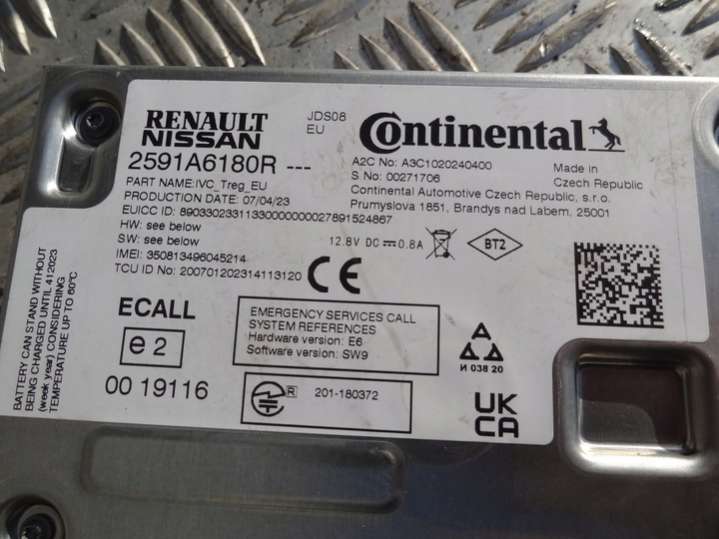 RENAULT
NISSAN
JDS08
EU
Continental
2591A6180R ---
PART NAME:IVC_Treg_EU
PRODUCTION DATE: 07/04/23
EUICC ID: 89033023311330000000027891524867
HW: see below
SW: see below
IMEI: 350813496045214
TCU ID No: 200701202314113120
A2C No: A3C1020240400
S No: 00271706
Made in
Czech Republic
Continental Automotive Czech Republic, s.r.o.
Prumyslova 1851, Brandys nad Labem, 25001
12.8V DC 0.8A
BT2
CE
BATTERY CAN STAND WITHOUT
BEING CHARGED UNTIL 412023
(week year) CONSIDERING
TEMPERATURE UP TO 60°C
ECALL
e2
00 19116
EMERGENCY SERVICES CALL
SYSTEM REFERENCES
Hardware version: E6
Software version: SW9
R 201-180372
И 038 20
UK
CA